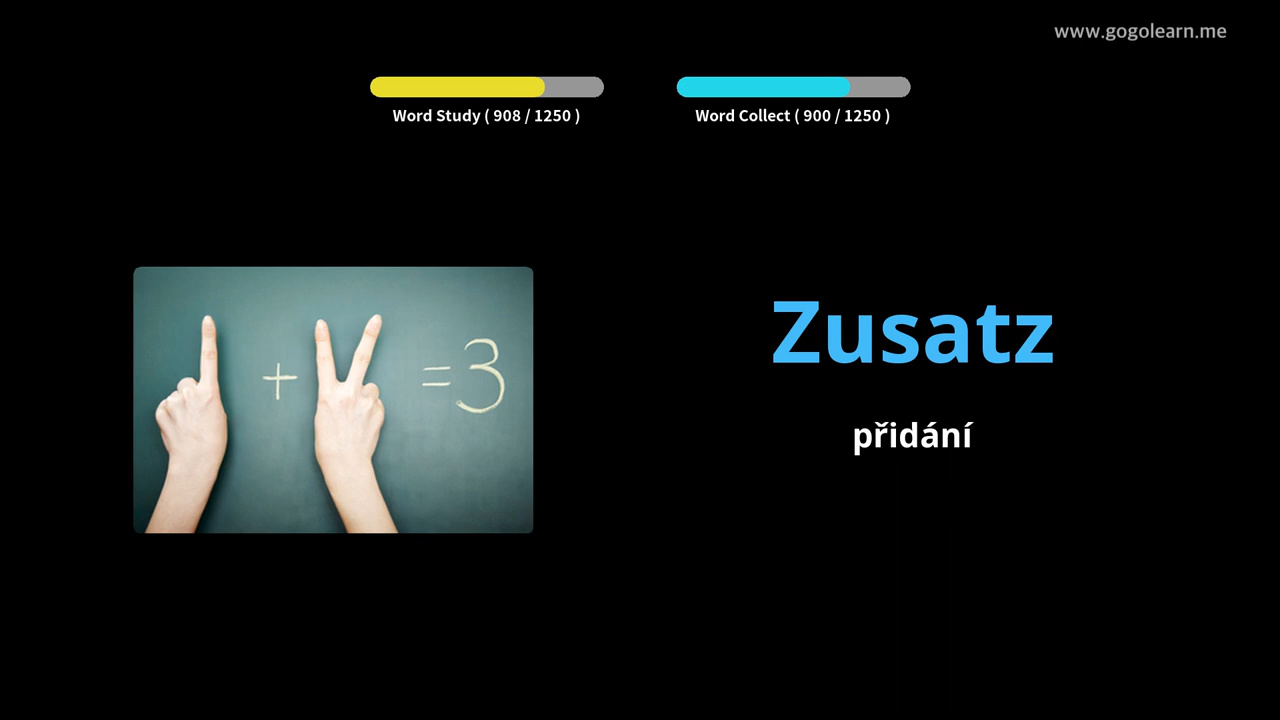 www.gogolearn.me
Word Study ( 908 / 1250 )
Word Collect ( 900 / 1250 )
+ = 3
Zusatz
přidání